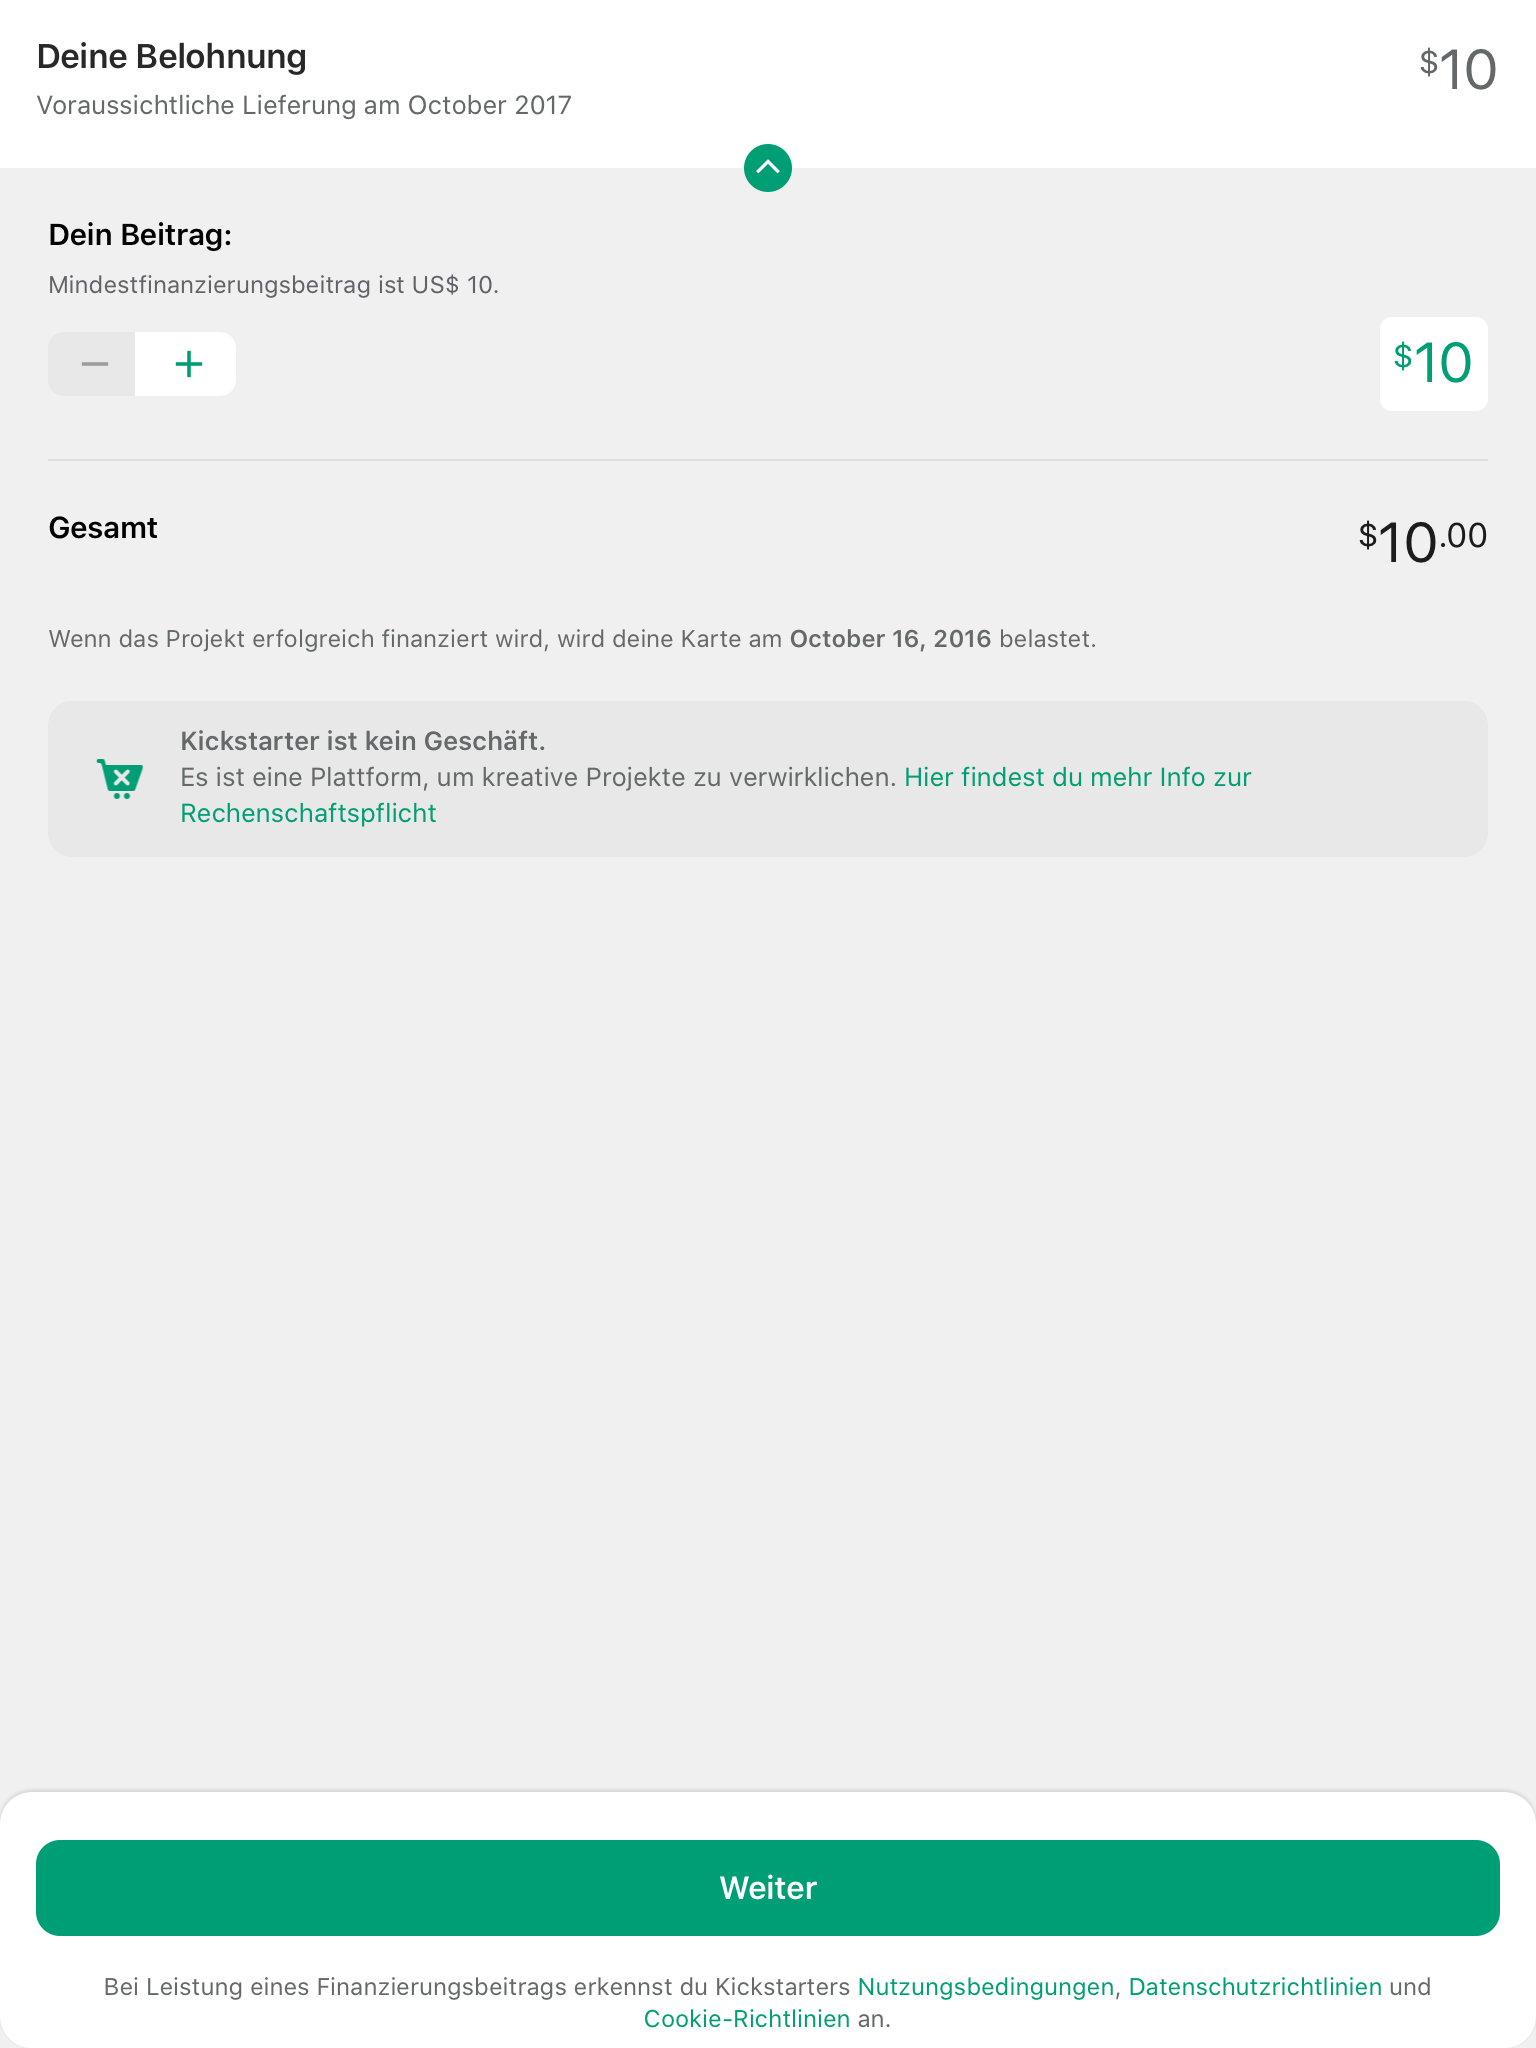 Deine Belohnung
$10
Voraussichtliche Lieferung am October 2017
Dein Beitrag:
Mindestfinanzierungsbeitrag ist US$ 10.
$10
Gesamt
$10.00
Wenn das Projekt erfolgreich finanziert wird, wird deine Karte am October 16, 2016 belastet.
Kickstarter ist kein Geschäft.
Es ist eine Plattform, um kreative Projekte zu verwirklichen. Hier findest du mehr Info zur
Rechenschaftspflicht
Weiter
Bei Leistung eines Finanzierungsbeitrags erkennst du Kickstarters Nutzungsbedingungen, Datenschutzrichtlinien und
Cookie-Richtlinien an.